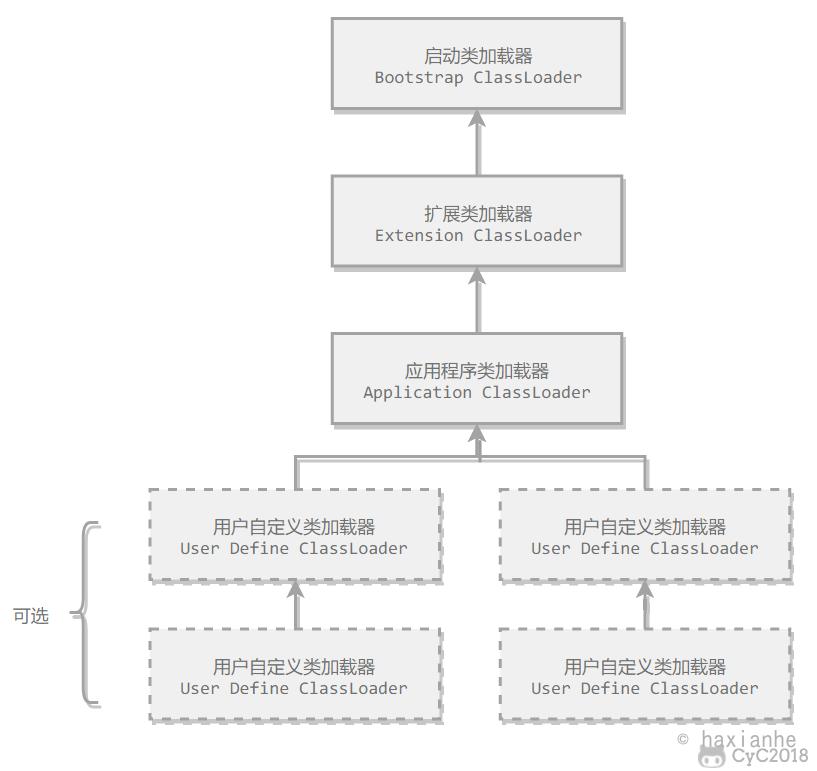 启动类加载器
Bootstrap ClassLoader
扩展类加载器
Extension ClassLoader
应用程序类加载器
Application ClassLoader
用户自定义类加载器
User Define ClassLoader
用户自定义类加载器
User Define ClassLoader
可选
用户自定义类加载器
User Define ClassLoader
用户自定义类加载器
User Define ClassLoader
© haxianhe
CyC2018